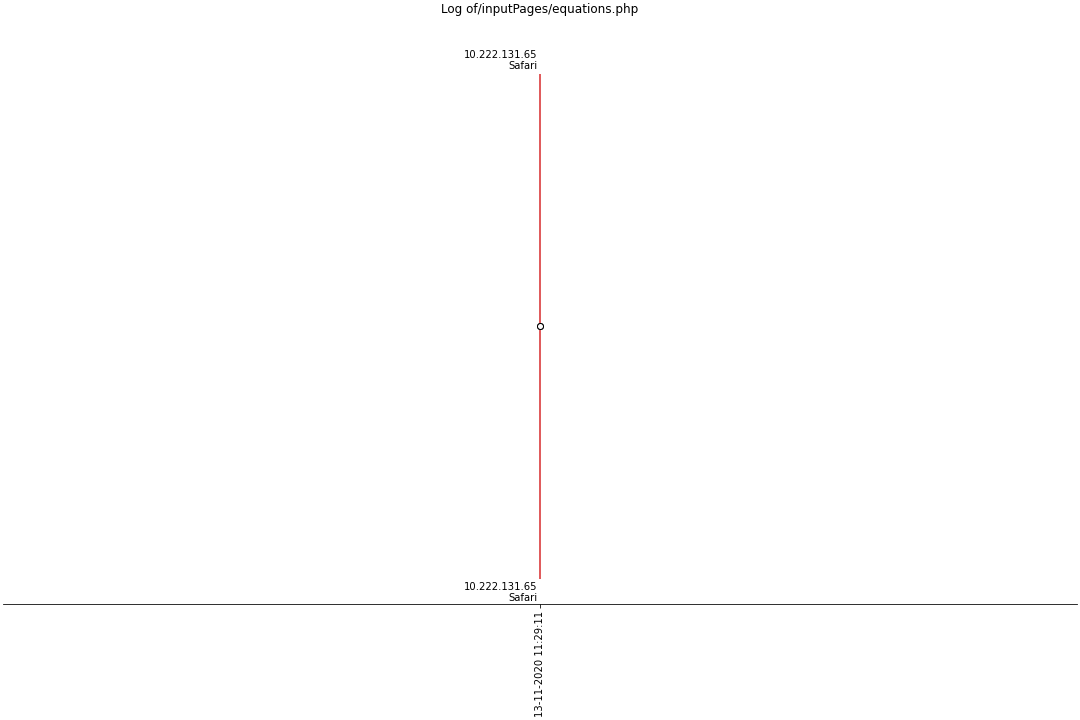 Log of/inputPages/equations.php
10.222.131.65
Safari
10.222.131.65
Safari
13-11-2020 11:29:11